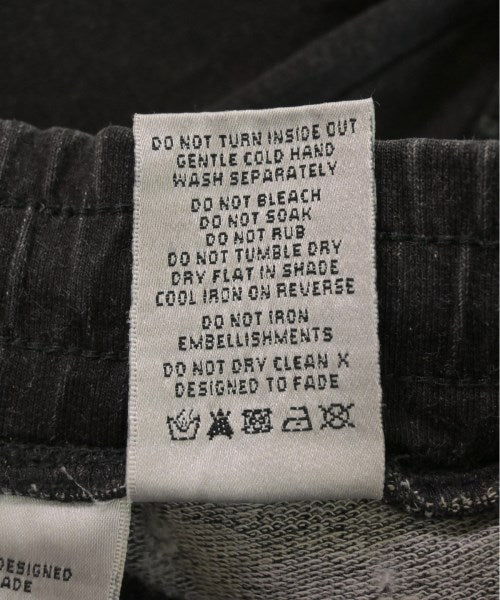 DO NOT TURN INSIDE OUT
GENTLE COLD HAND
WASH SEPARATELY
DO NOT BLEACH
DO NOT SOAK
DO NOT RUB
DO NOT TUMBLE DRY
DRY FLAT IN SHADE
COOL IRON ON REVERSE
DO NOT IRON
EMBELLISHMENTS
DO NOT DRY CLEAN X
DESIGNED TO FADE
DESIGNED
ADE